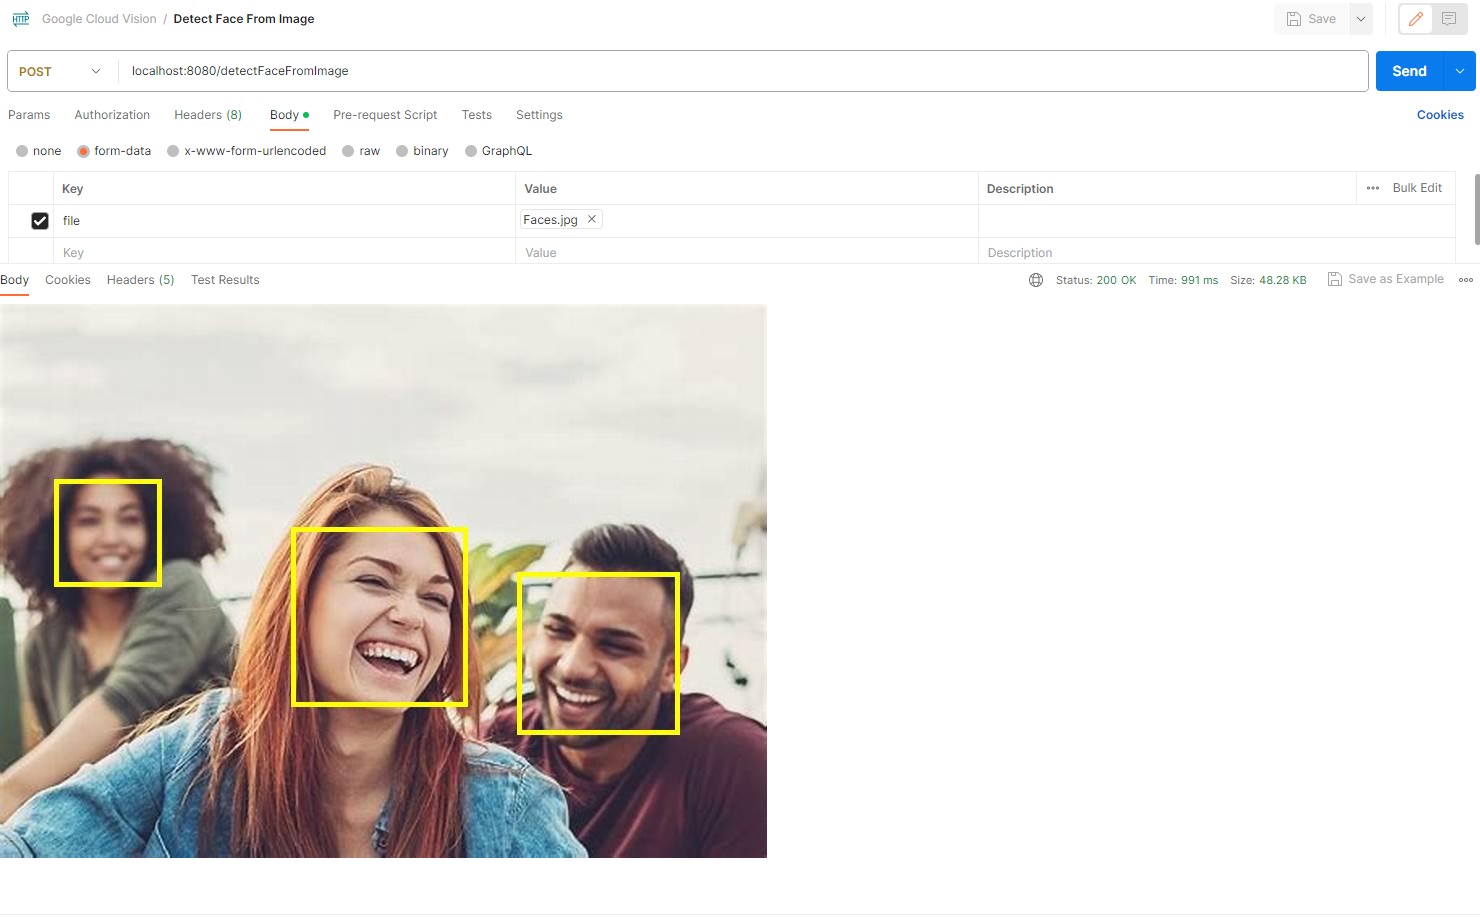 HTTP Google Cloud Vision / Detect Face From Image Save
POST localhost:8080/detectFaceFromImage Send
Params Authorization Headers (8) Body Pre-request Script Tests Settings Cookies
none form-data x-www-form-urlencoded raw binary GraphQL
Key Value Description Bulk Edit
file Faces.jpg
Key Value Description
Body Cookies Headers (5) Test Results Status: 200 OK Time: 991 ms Size: 48.28 KB Save as Example